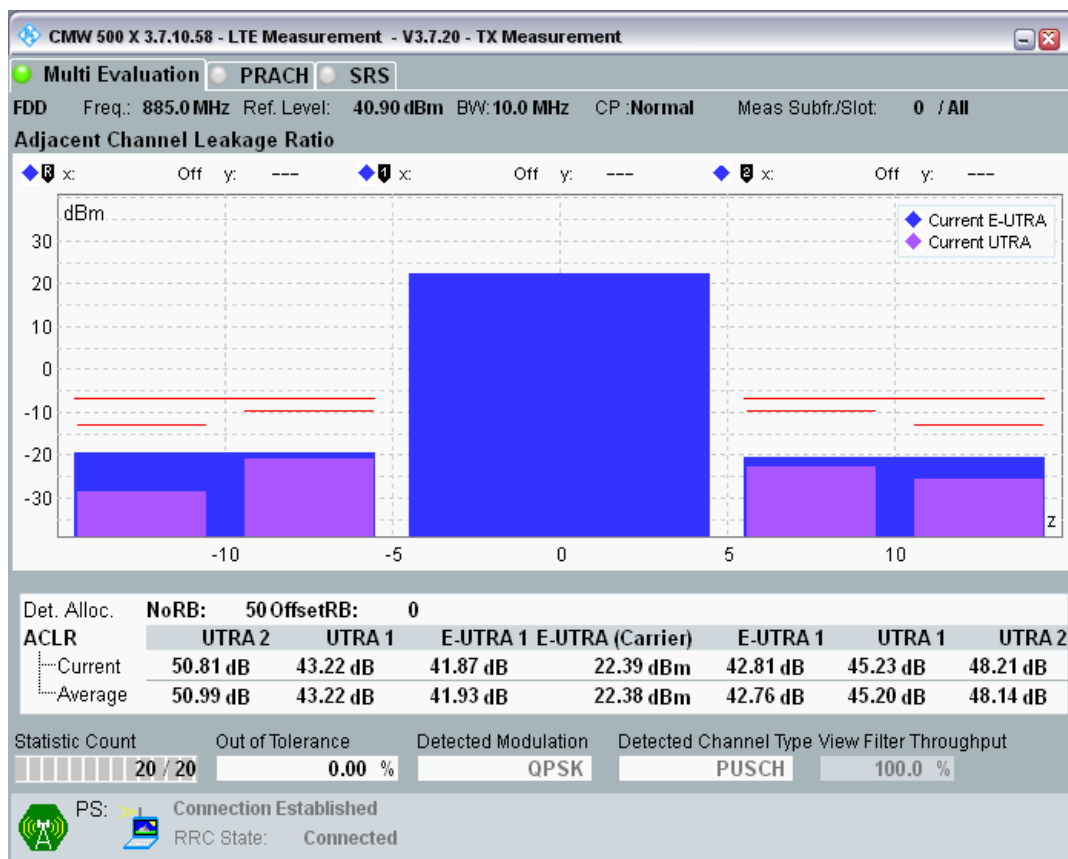 CMW 500 X 3.7.10.58 - LTE Measurement - V3.7.20 - TX Measurement
Multi Evaluation PRACH SRS
FDD Freq.: 885.0 MHz Ref. Level: 40.90 dBm BW: 10.0 MHz CP :Normal Meas Subfr./Slot: 0 / All
Adjacent Channel Leakage Ratio
R x: Off y: --- 1 x: Off y: --- 2 x: Off y: ---
dBm
Current E-UTRA
Current UTRA
30
20
10
0
-10
-20
-30
z
-10 -5 0 5 10
Det. Alloc. NoRB: 50 OffsetRB: 0
ACLR UTRA 2 UTRA 1 E-UTRA 1 E-UTRA (Carrier) E-UTRA 1 UTRA 1 UTRA 2
Current 50.81 dB 43.22 dB 41.87 dB 22.39 dBm 42.81 dB 45.23 dB 48.21 dB
Average 50.99 dB 43.22 dB 41.93 dB 22.38 dBm 42.76 dB 45.20 dB 48.14 dB
Statistic Count Out of Tolerance Detected Modulation Detected Channel Type View Filter Throughput
20 / 20 0.00 % QPSK PUSCH 100.0 %
PS: Connection Established
RRC State: Connected